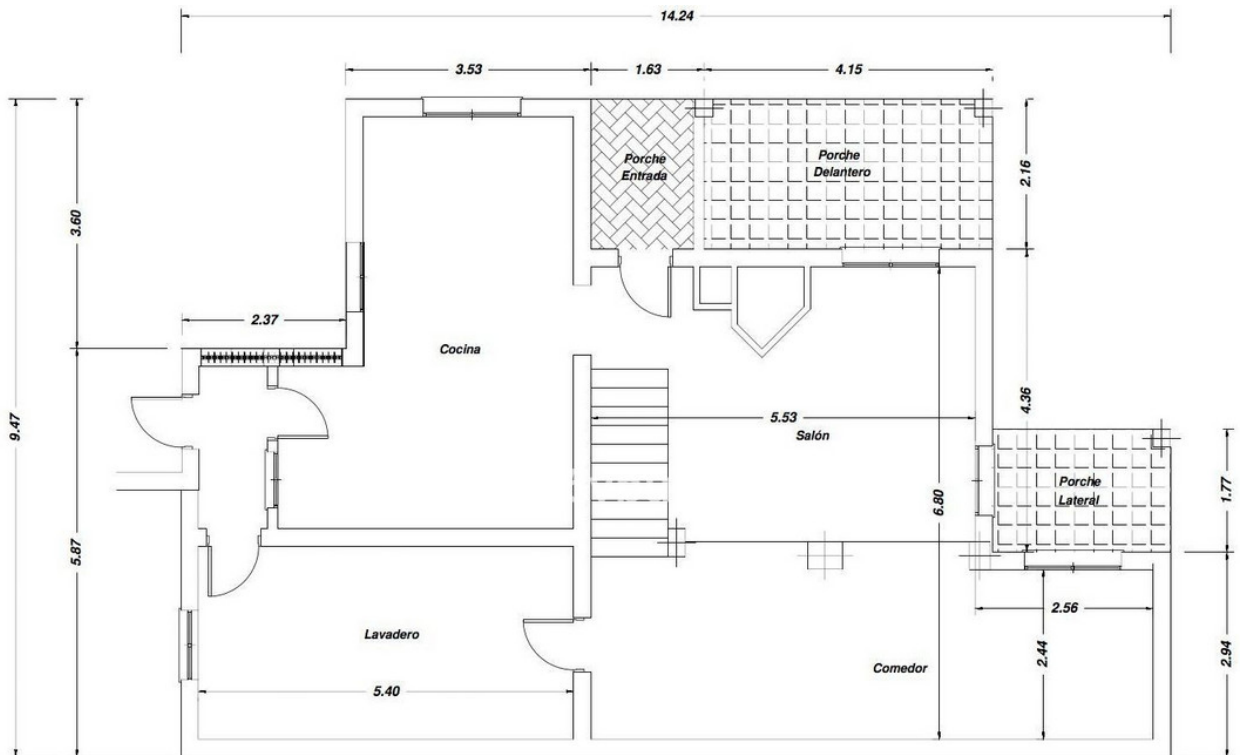 14.24
3.53
1.63
4.15
Porche
Entrada
Porche
Delantero
2.16
3.60
2.37
Cocina
4.36
5.53
Salón
9.47
6.80
Porche
Lateral
1.77
5.87
2.56
Lavadero
2.44
2.94
Comedor
5.40